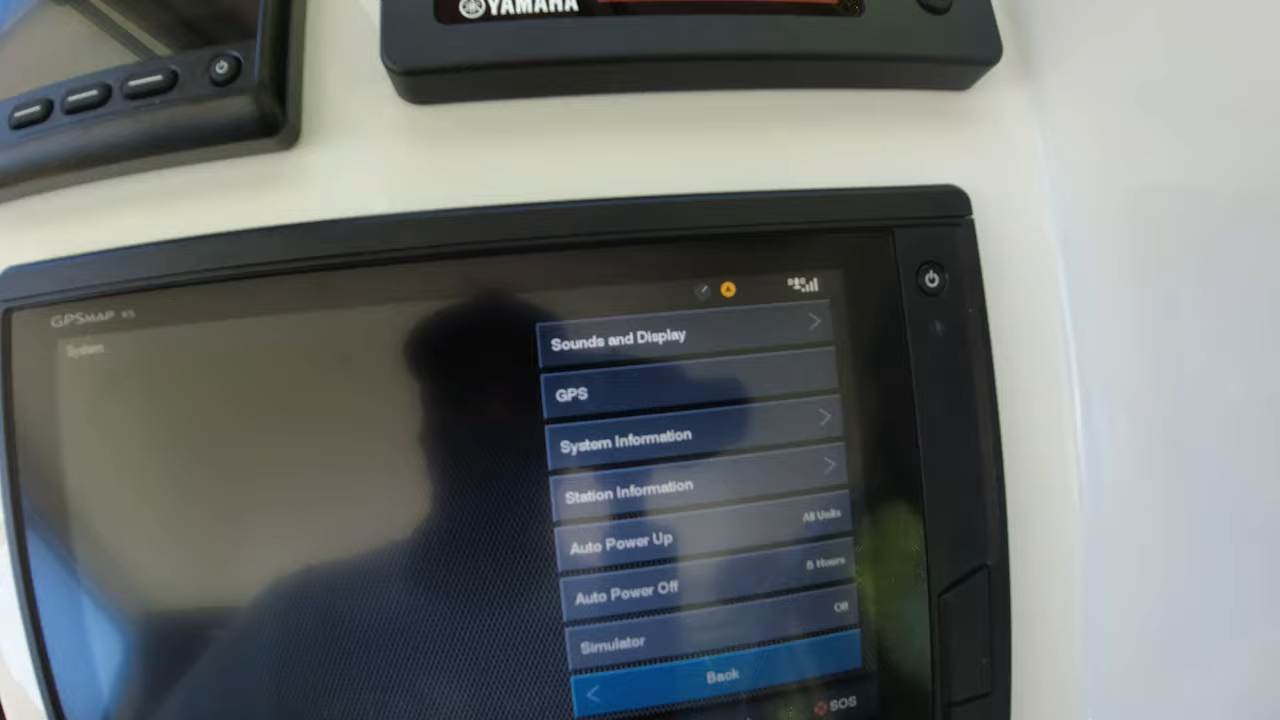 YAMAHA
GPSMAP
System
Sounds and Display
GPS
System Information
Station Information
Auto Power Up
All Units
Auto Power Off
8 Hours
Simulator
Off
Back
SOS